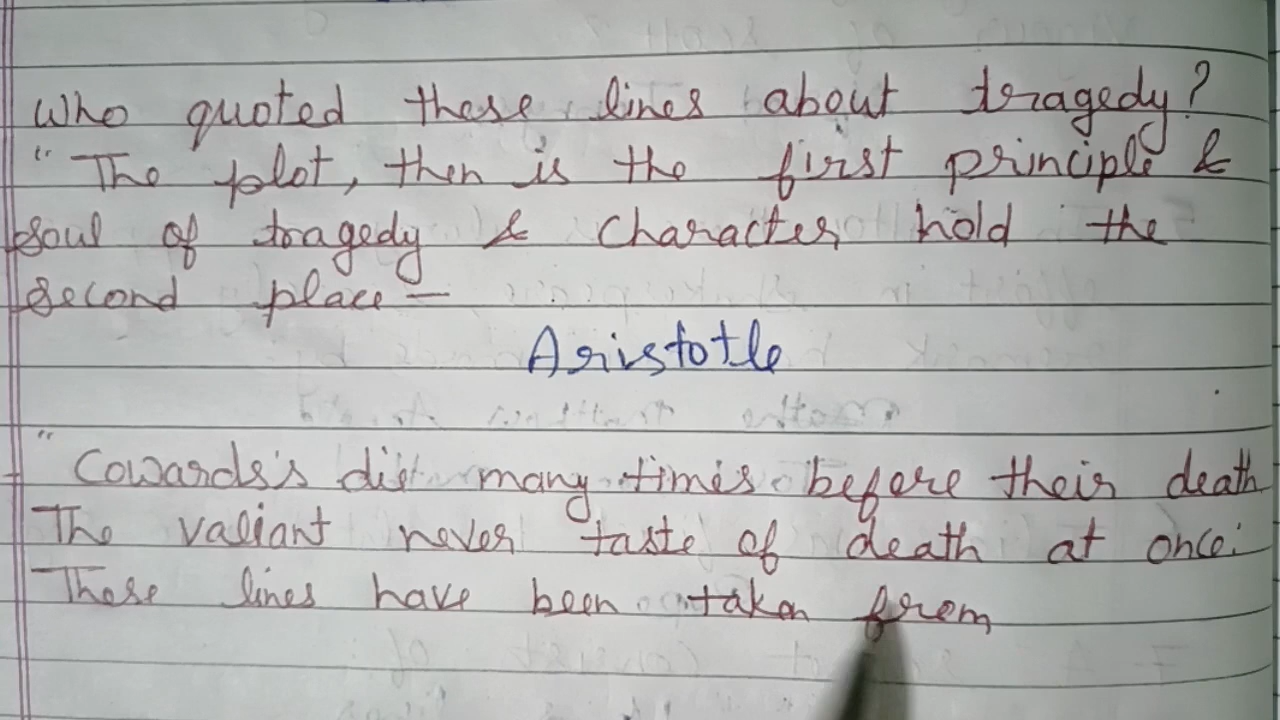 Who quoted these lines about tragedy?
"The plot, then is the first principle &
soul of tragedy & character hold the
second place –
Aristotle
"Cowards's die many times before their death
The valiant never taste of death at once.
These lines have been taken from